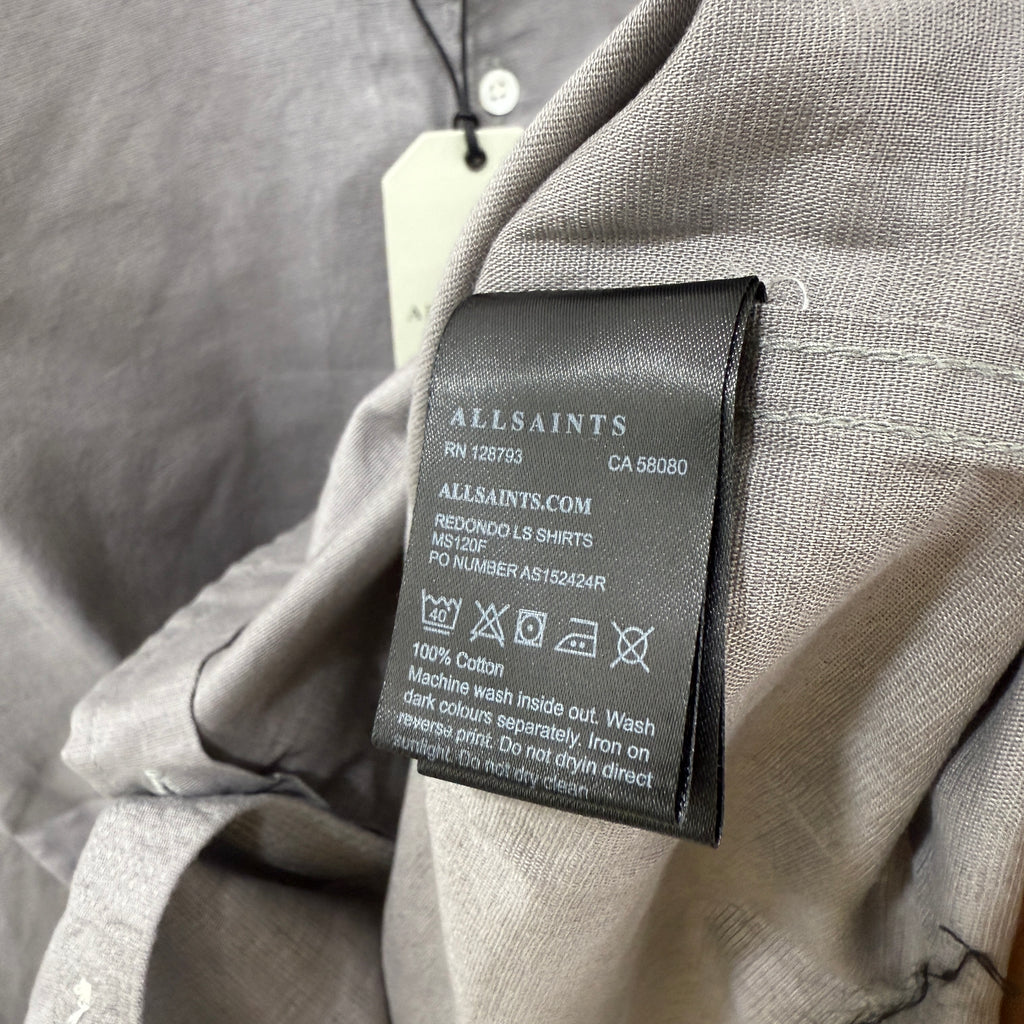 ALLSAINTS
RN 128793 CA 58080
ALLSAINTS.COM
REDONDO LS SHIRTS
MS120F
PO NUMBER AS152424R
40
100% Cotton
Machine wash inside out. Wash
dark colours separately. Iron on
reverse print. Do not dryin direct
sunlight. Do not dry clean